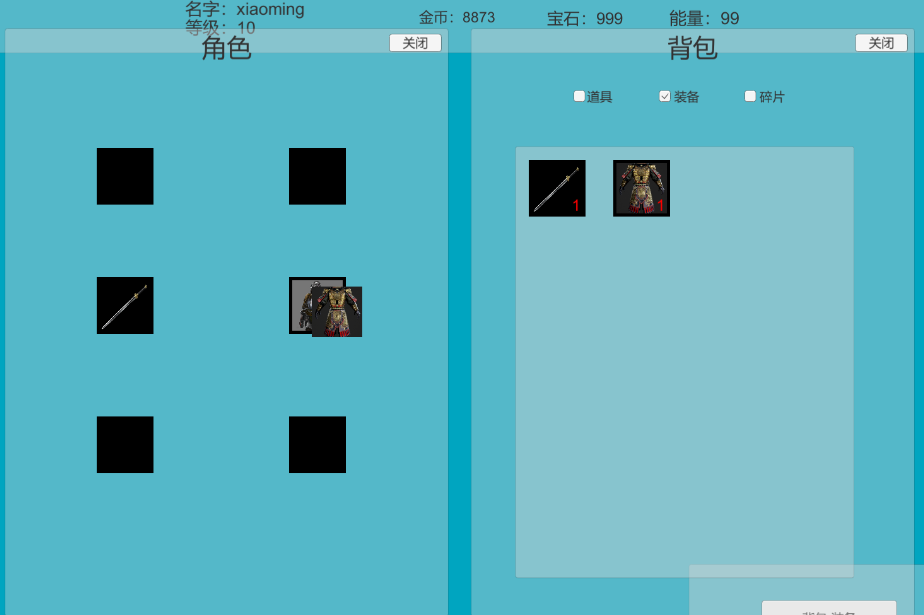 名字：xiaoming
等级：10
金币：8873
宝石：999
能量：99
角色
关闭
背包
关闭
道具
装备
碎片
1
1